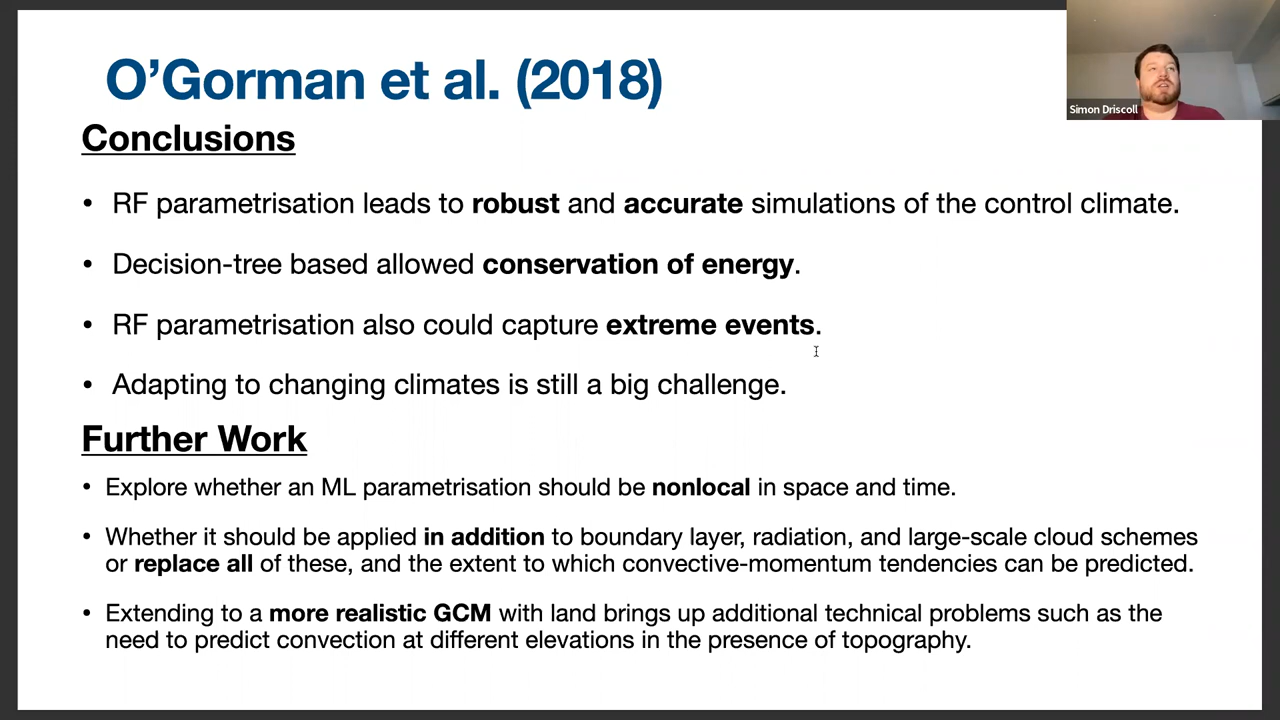 O’Gorman et al. (2018)
Simon Driscoll
Conclusions
• RF parametrisation leads to robust and accurate simulations of the control climate.
• Decision-tree based allowed conservation of energy.
• RF parametrisation also could capture extreme events.
• Adapting to changing climates is still a big challenge.
Further Work
• Explore whether an ML parametrisation should be nonlocal in space and time.
• Whether it should be applied in addition to boundary layer, radiation, and large-scale cloud schemes
or replace all of these, and the extent to which convective-momentum tendencies can be predicted.
• Extending to a more realistic GCM with land brings up additional technical problems such as the
need to predict convection at different elevations in the presence of topography.